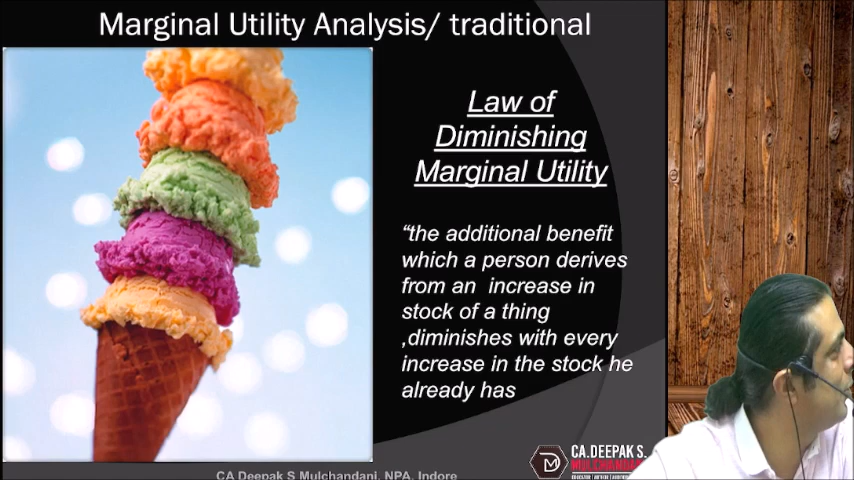 Marginal Utility Analysis/ traditional
Law of
Diminishing
Marginal Utility
“the additional benefit
which a person derives
from an increase in
stock of a thing
,diminishes with every
increase in the stock he
already has
CA.DEEPAK S.
CA Deepak S Mulchandani, NPA, Indore